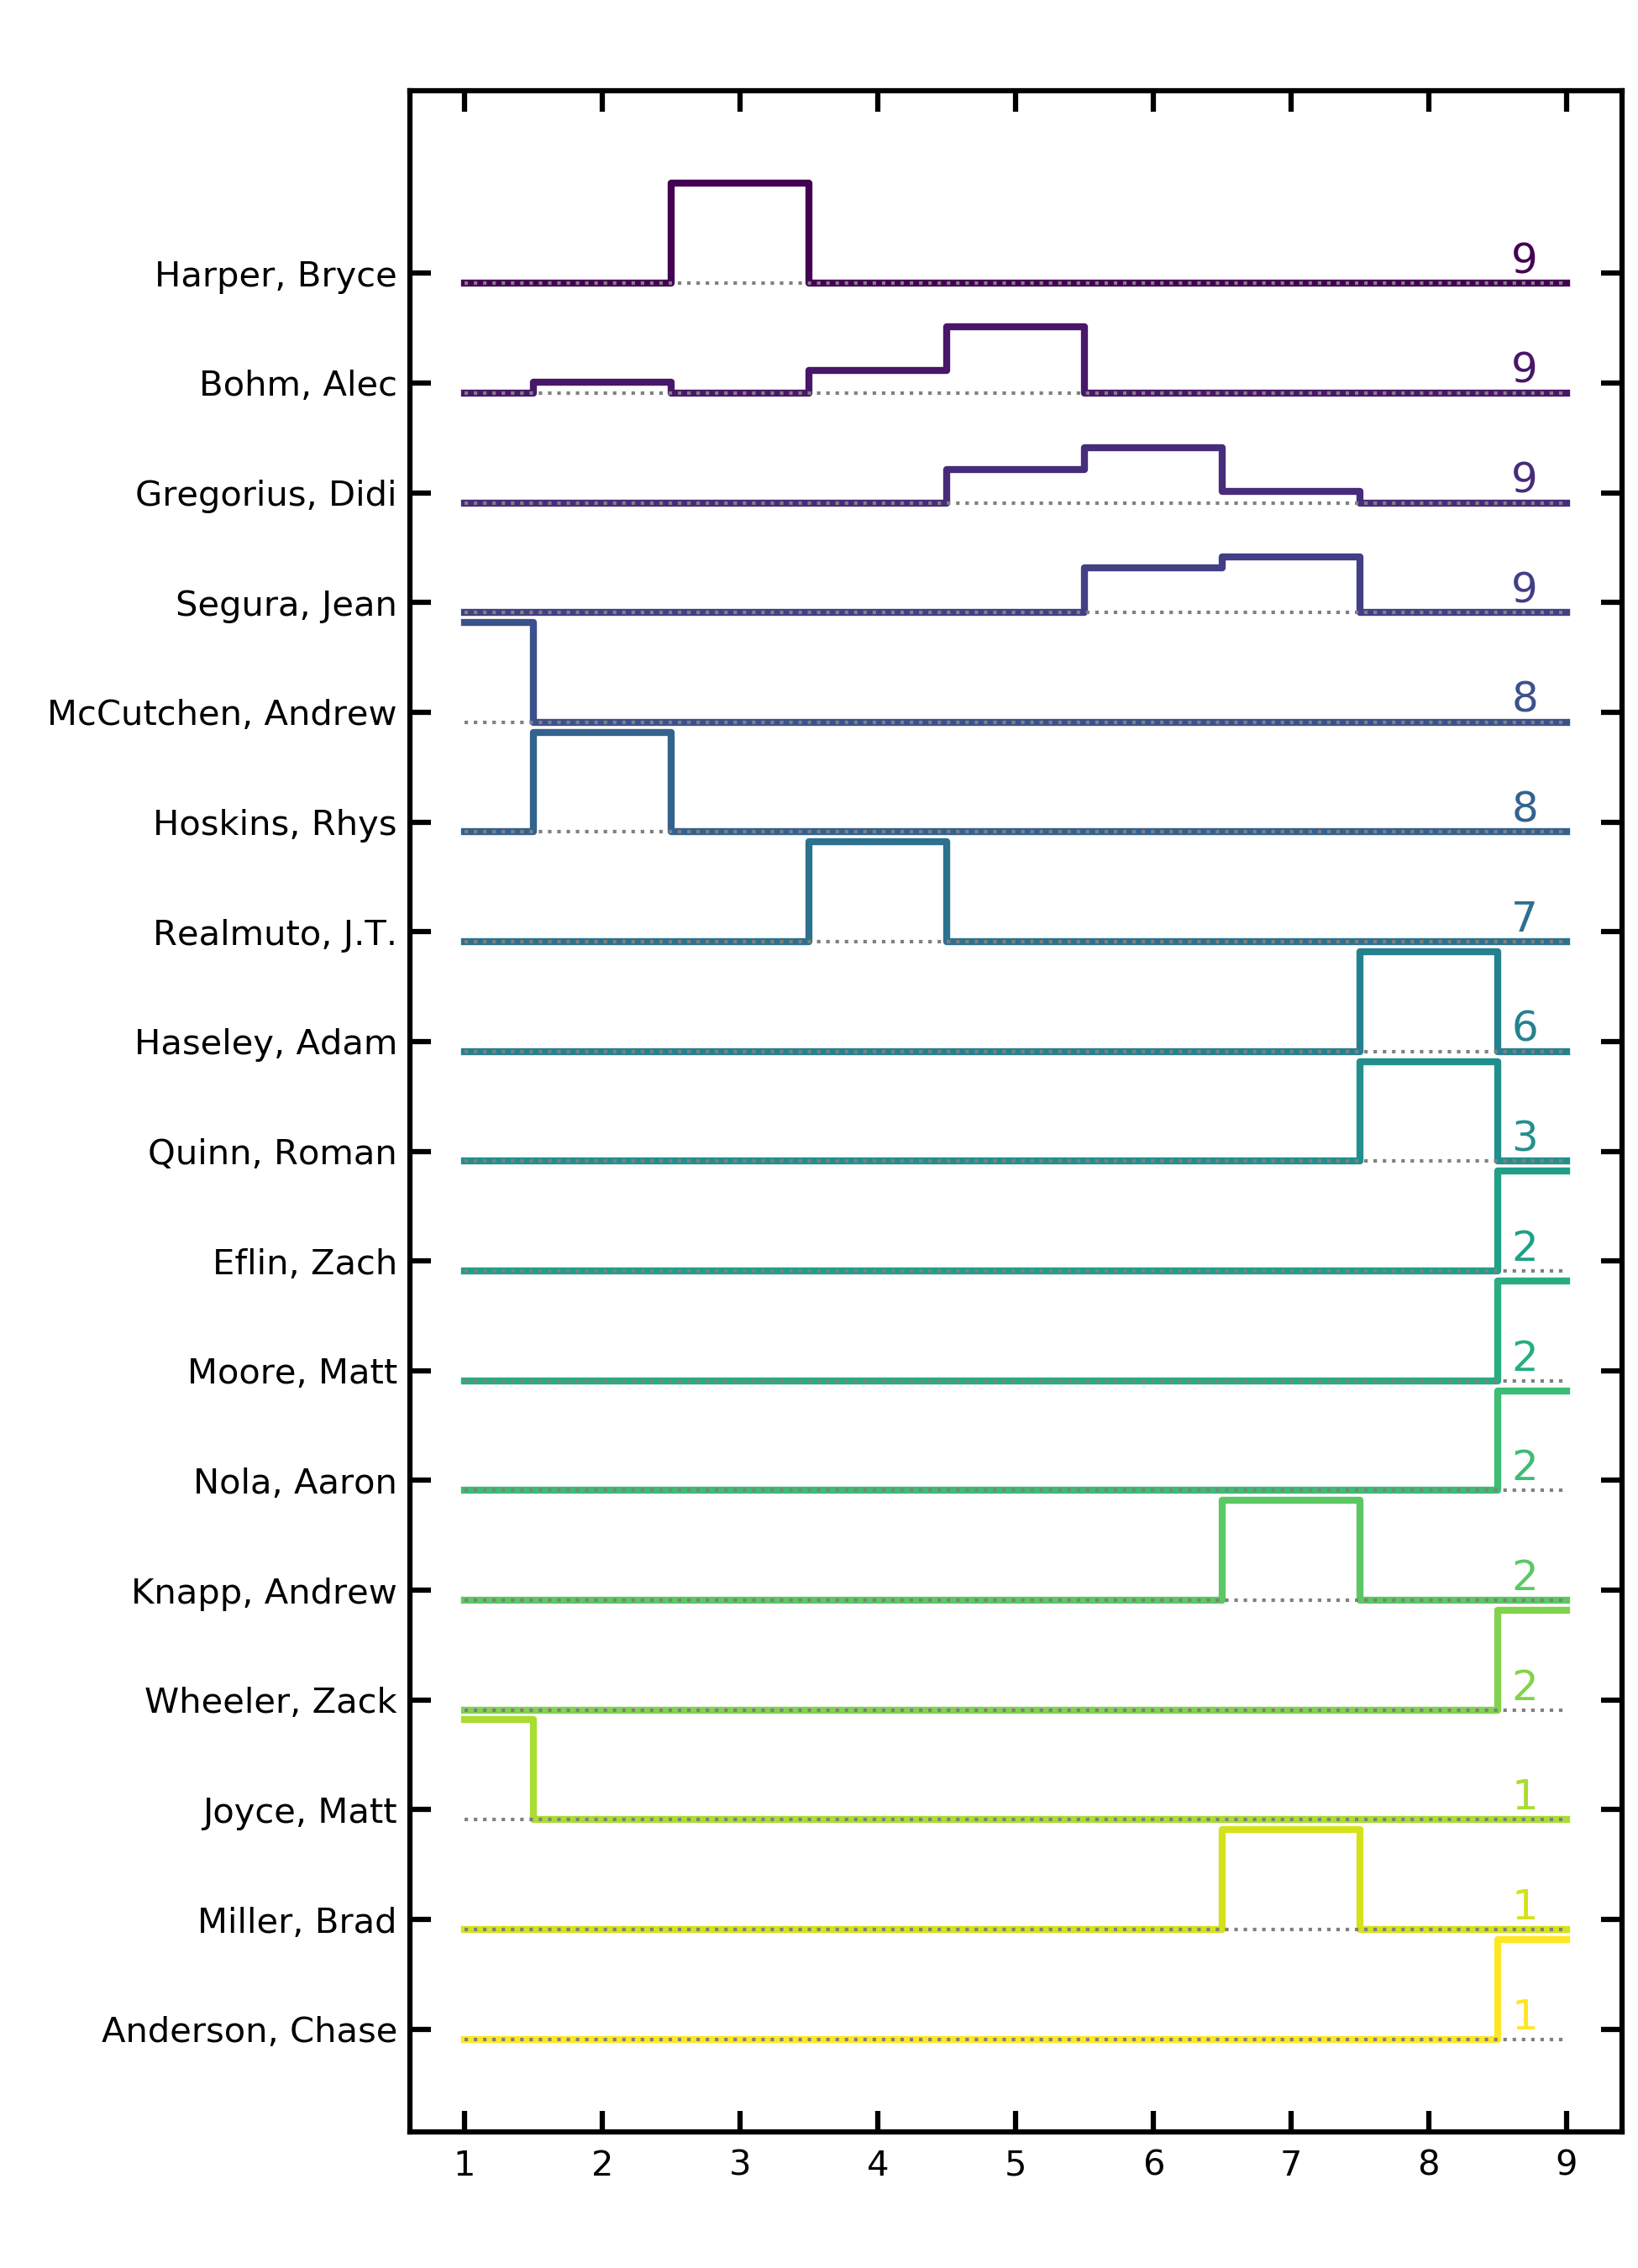 Harper, Bryce 9
Bohm, Alec 9
Gregorius, Didi 9
Segura, Jean 9
McCutchen, Andrew 8
Hoskins, Rhys 8
Realmuto, J.T. 7
Haseley, Adam 6
Quinn, Roman 3
Eflin, Zach 2
Moore, Matt 2
Nola, Aaron 2
Knapp, Andrew 2
Wheeler, Zack 2
Joyce, Matt 1
Miller, Brad 1
Anderson, Chase 1
1 2 3 4 5 6 7 8 9